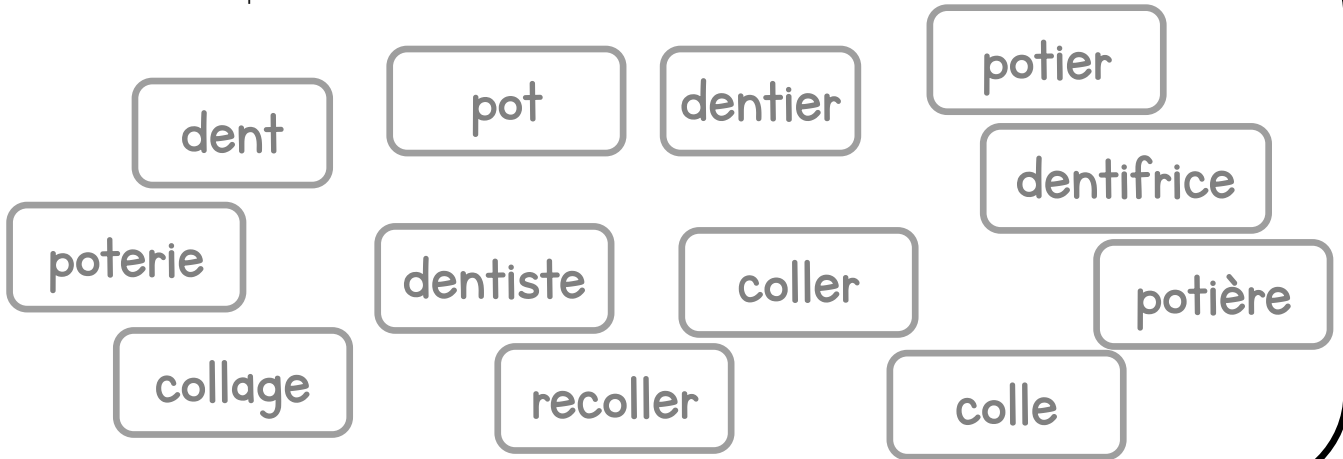 dent
pot
dentier
potier
dentifrice
poterie
dentiste
coller
potière
collage
recoller
colle